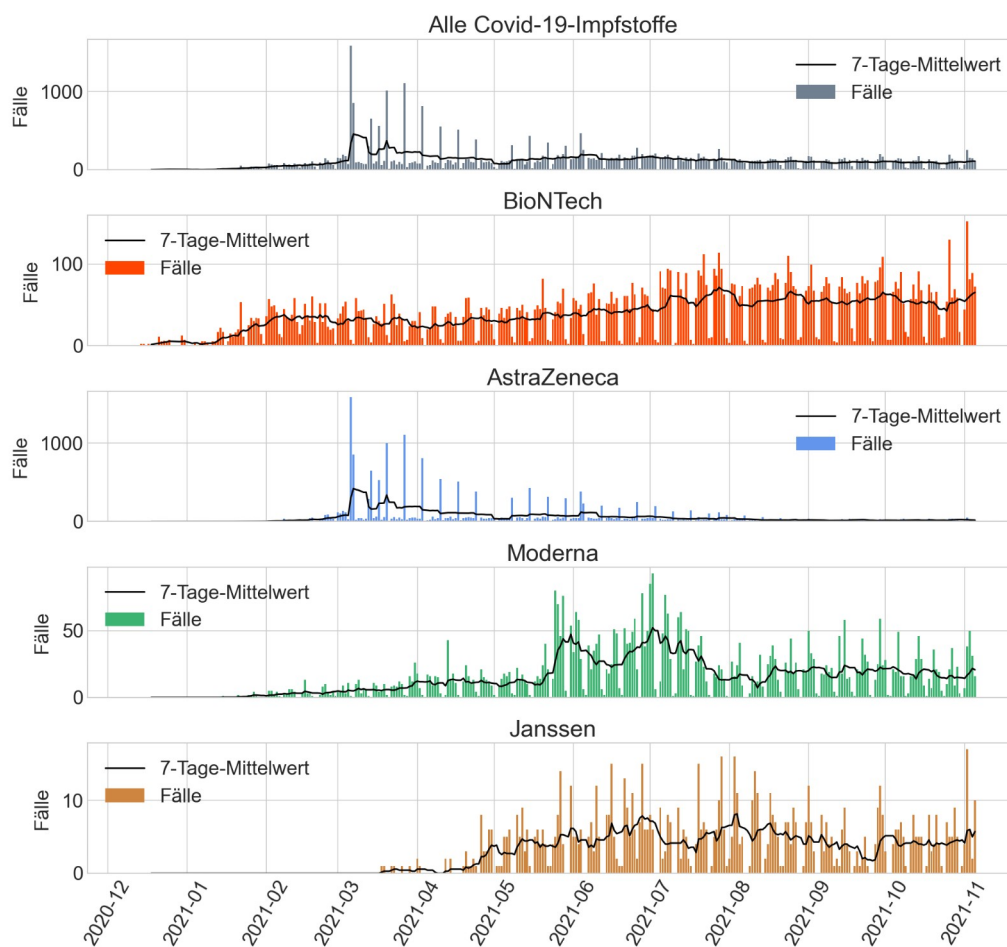 Alle Covid-19-Impfstoffe
Fälle
1000
0
7-Tage-Mittelwert
Fälle
BioNTech
Fälle
100
0
7-Tage-Mittelwert
Fälle
AstraZeneca
Fälle
1000
0
7-Tage-Mittelwert
Fälle
Moderna
Fälle
50
0
7-Tage-Mittelwert
Fälle
Janssen
Fälle
10
0
7-Tage-Mittelwert
Fälle
2020-12
2021-01
2021-02
2021-03
2021-04
2021-05
2021-06
2021-07
2021-08
2021-09
2021-10
2021-11